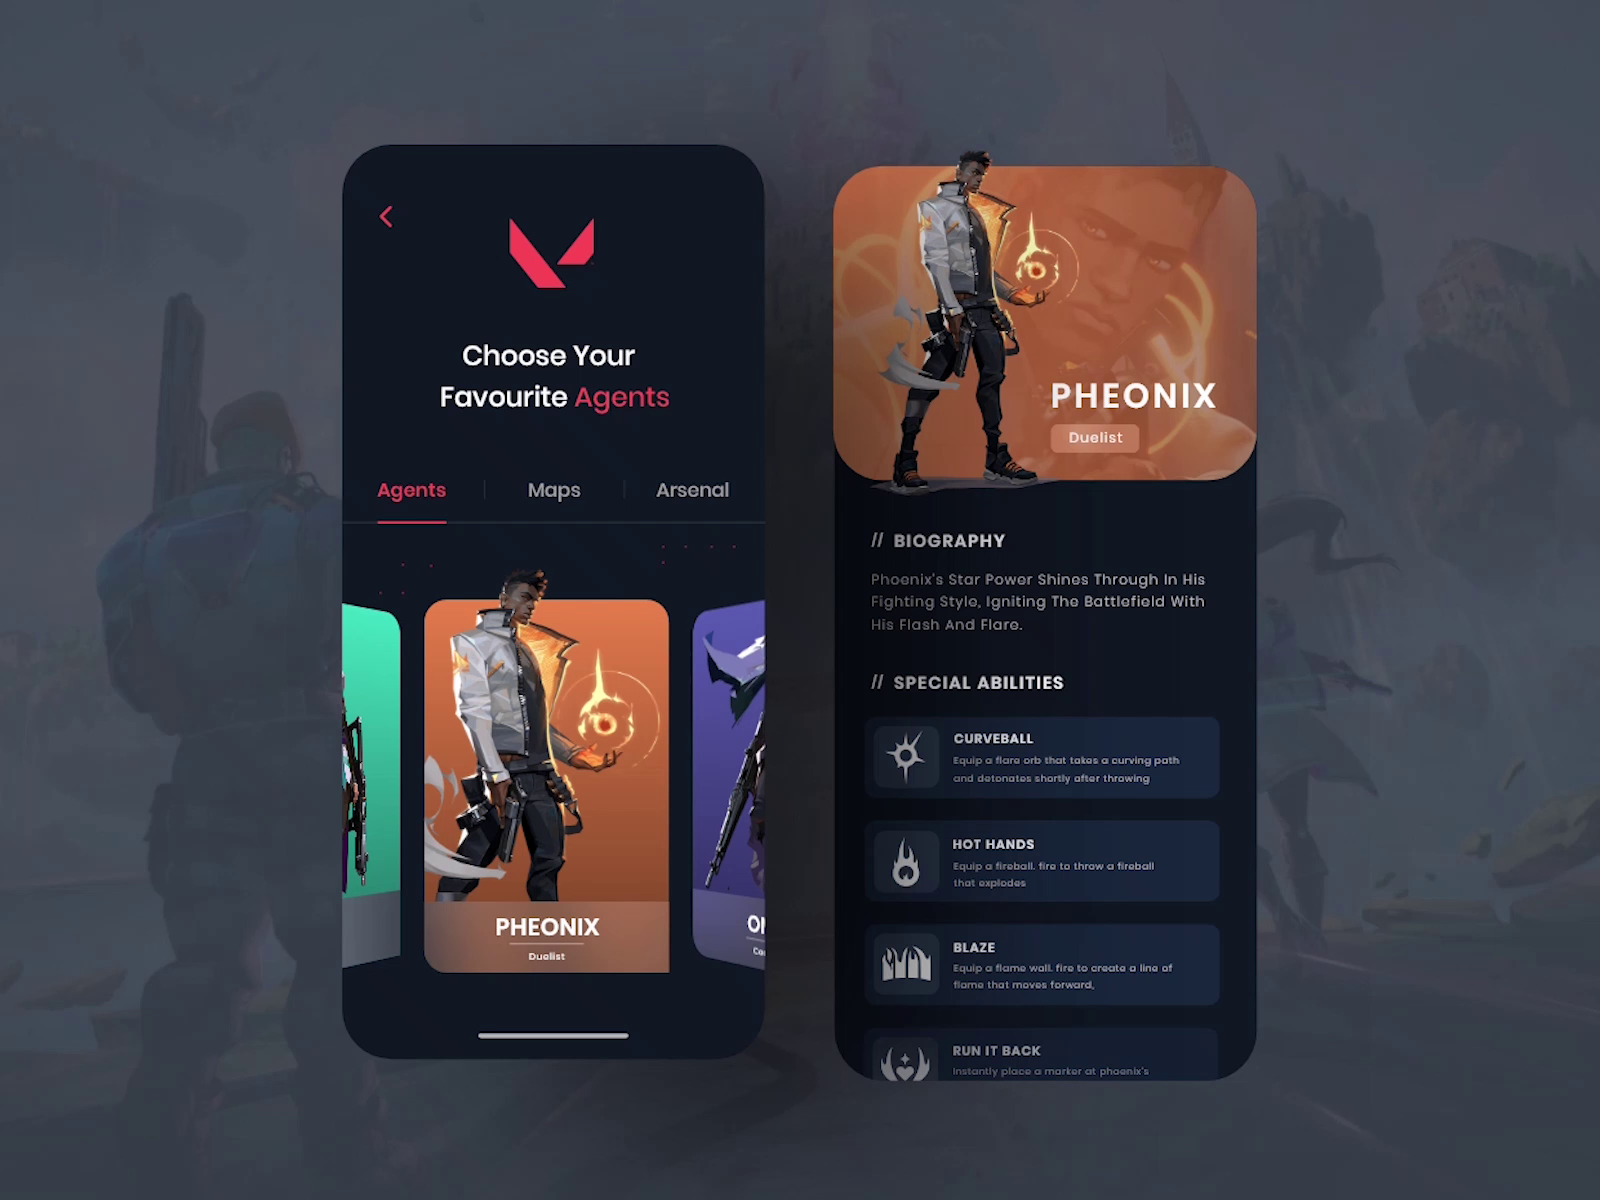 Choose Your
Favourite Agents
Agents
Maps
Arsenal
PHEONIX
Duelist
PHEONIX
Duelist
// BIOGRAPHY
Phoenix's Star Power Shines Through In His
Fighting Style, Igniting The Battlefield With
His Flash And Flare.
// SPECIAL ABILITIES
CURVEBALL
Equip a flare orb that takes a curving path
and detonates shortly after throwing
HOT HANDS
Equip a fireball. fire to throw a fireball
that explodes
BLAZE
Equip a flame wall. fire to create a line of
flame that moves forward,
RUN IT BACK
Instantly place a marker at phoenix's